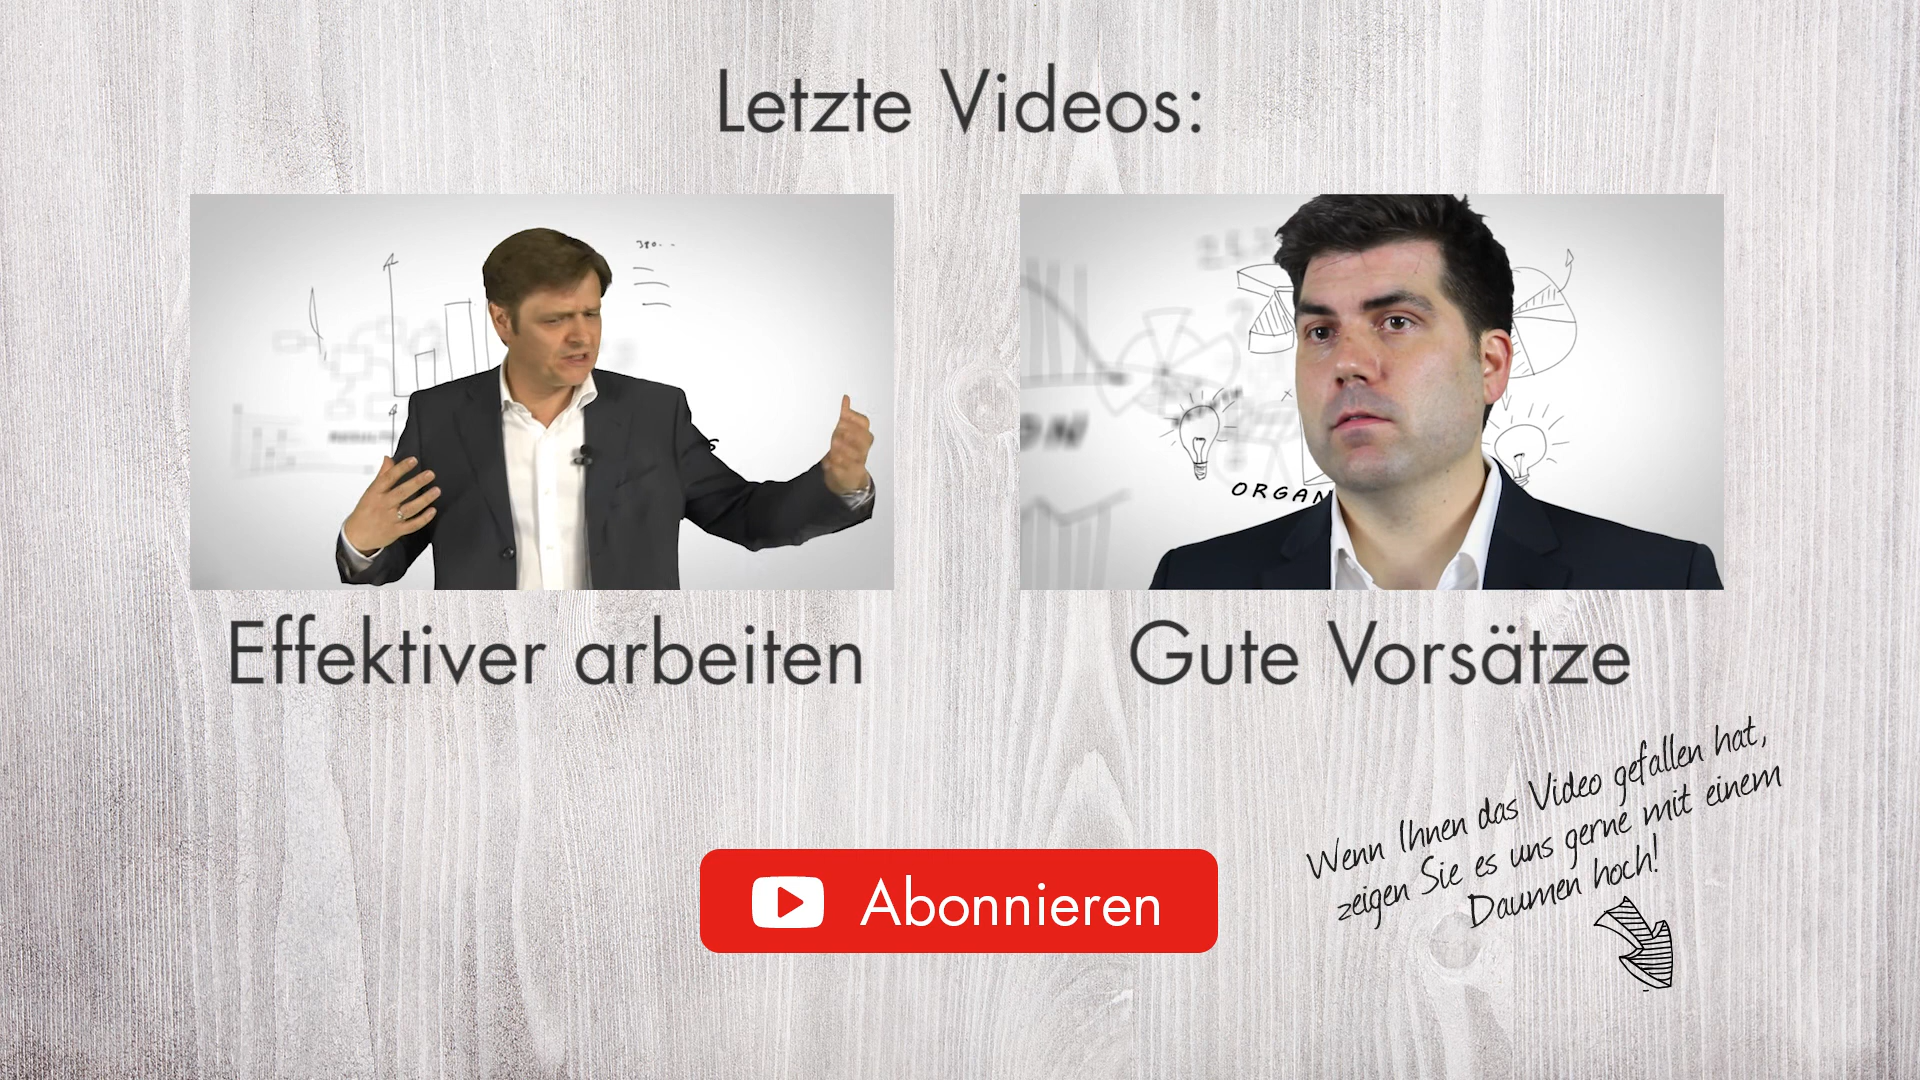 Letzte Videos:
Effektiver arbeiten
Gute Vorsätze
Wenn Ihnen das Video gefallen hat,
zeigen Sie es uns gerne mit einem
Daumen hoch!
Abonnieren